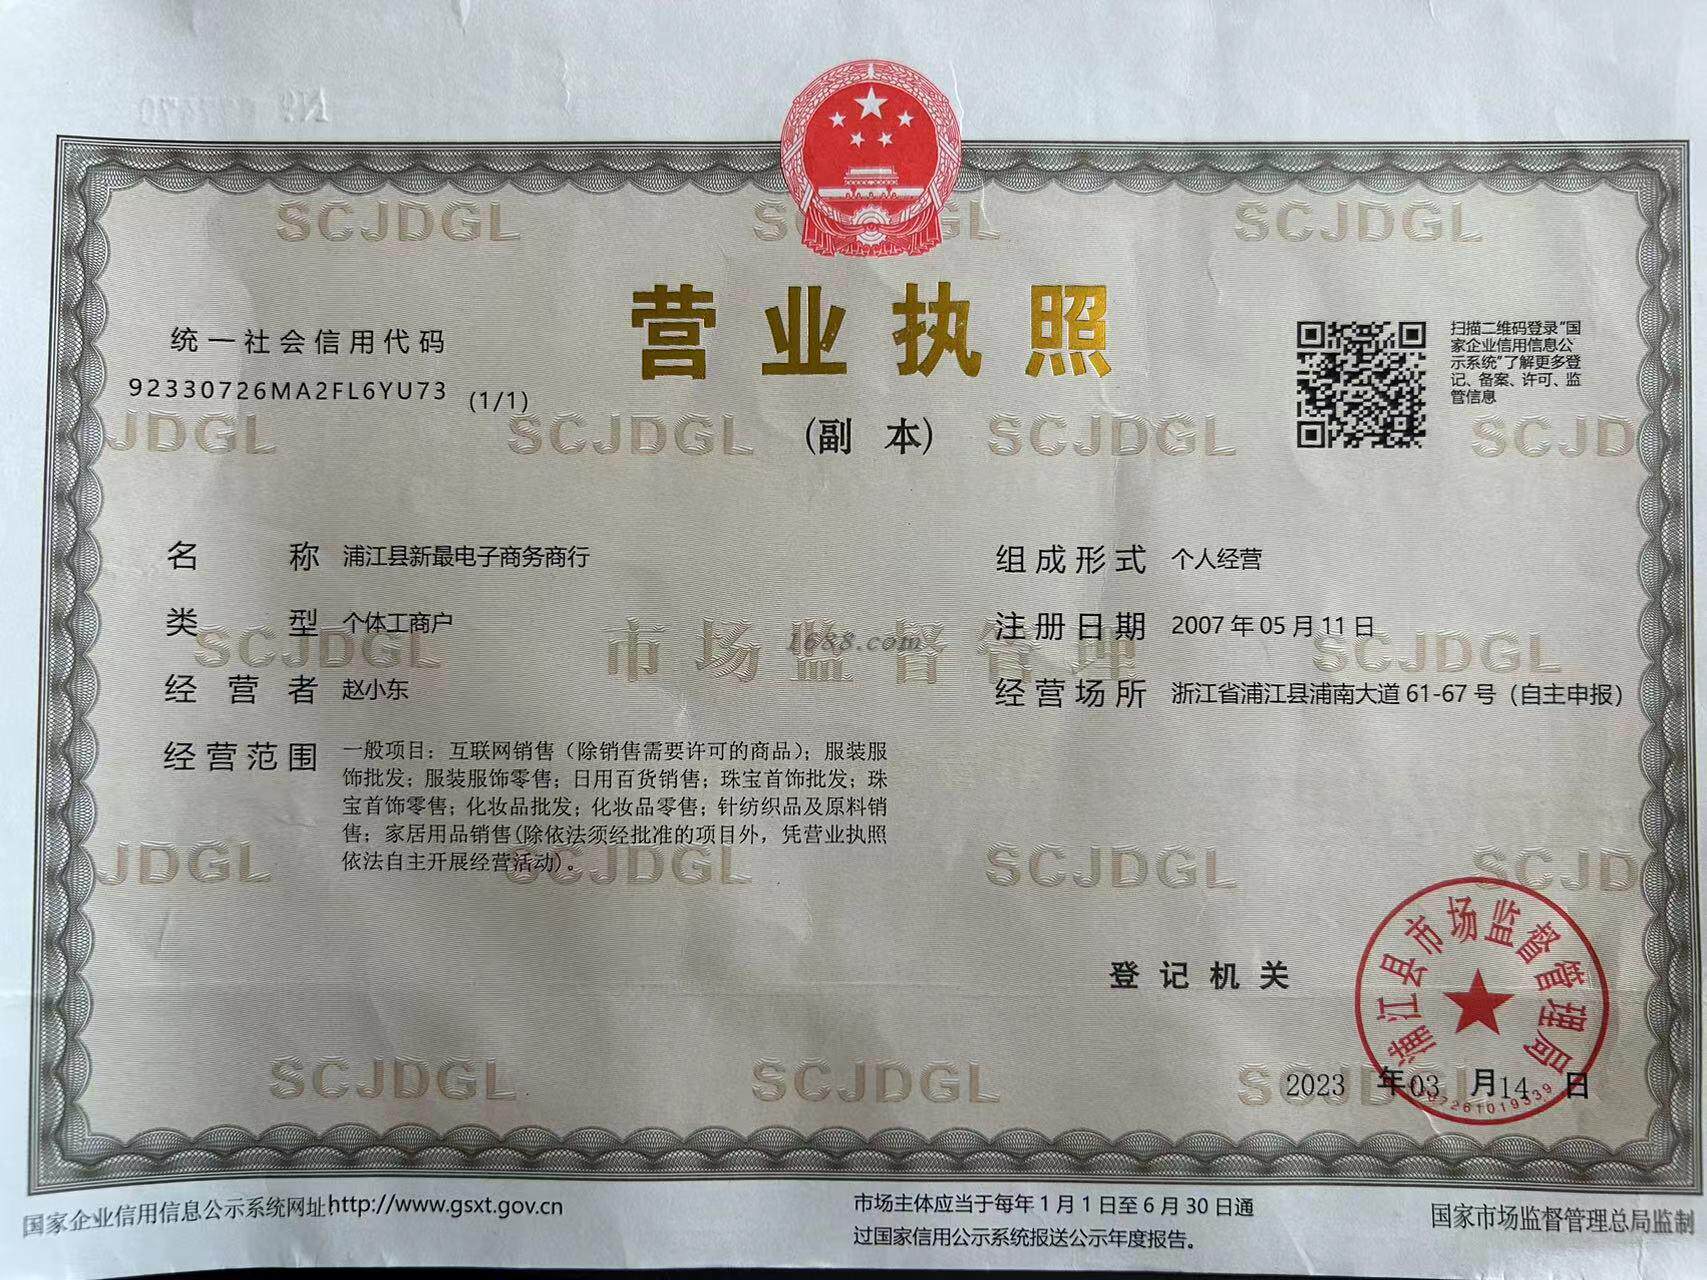 统一社会信用代码
92330726MA2FL6YU73 (1/1)
营业执照
(副 本)
扫描二维码登录"国
家企业信用信息公
示系统"了解更多登
记、备案、许可、监
管信息
名 称 浦江县新最电子商务商行
类 型 个体工商户
经 营 者 赵小东
经营范围 一般项目：互联网销售（除销售需要许可的商品）；服装服
饰批发；服装服饰零售；日用百货销售；珠宝首饰批发；珠
宝首饰零售；化妆品批发；化妆品零售；针纺织品及原料销
售；家居用品销售(除依法须经批准的项目外，凭营业执照
依法自主开展经营活动)。
组成形式 个人经营
注册日期 2007年05月11日
经营场所 浙江省浦江县浦南大道61-67号（自主申报）
SCJDGL
市场监督管理
1688.com
登记机关
浦江县市场监督管理局
2023 年03 月14 日
国家企业信用信息公示系统网址http://www.gsxt.gov.cn
市场主体应当于每年1月1日至6月30日通
过国家信用公示系统报送公示年度报告。
国家市场监督管理总局监制